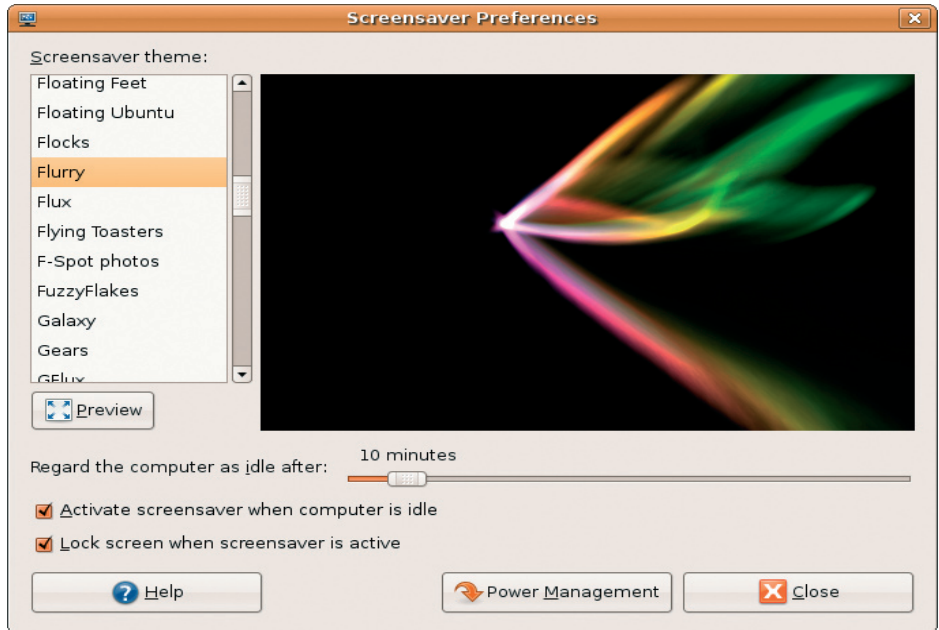 Screensaver Preferences
Screensaver theme:
Floating Feet
Floating Ubuntu
Flocks
Flurry
Flux
Flying Toasters
F-Spot photos
FuzzyFlakes
Galaxy
Gears
GFlux
Preview
Regard the computer as idle after:
10 minutes
Activate screensaver when computer is idle
Lock screen when screensaver is active
Help
Power Management
Close